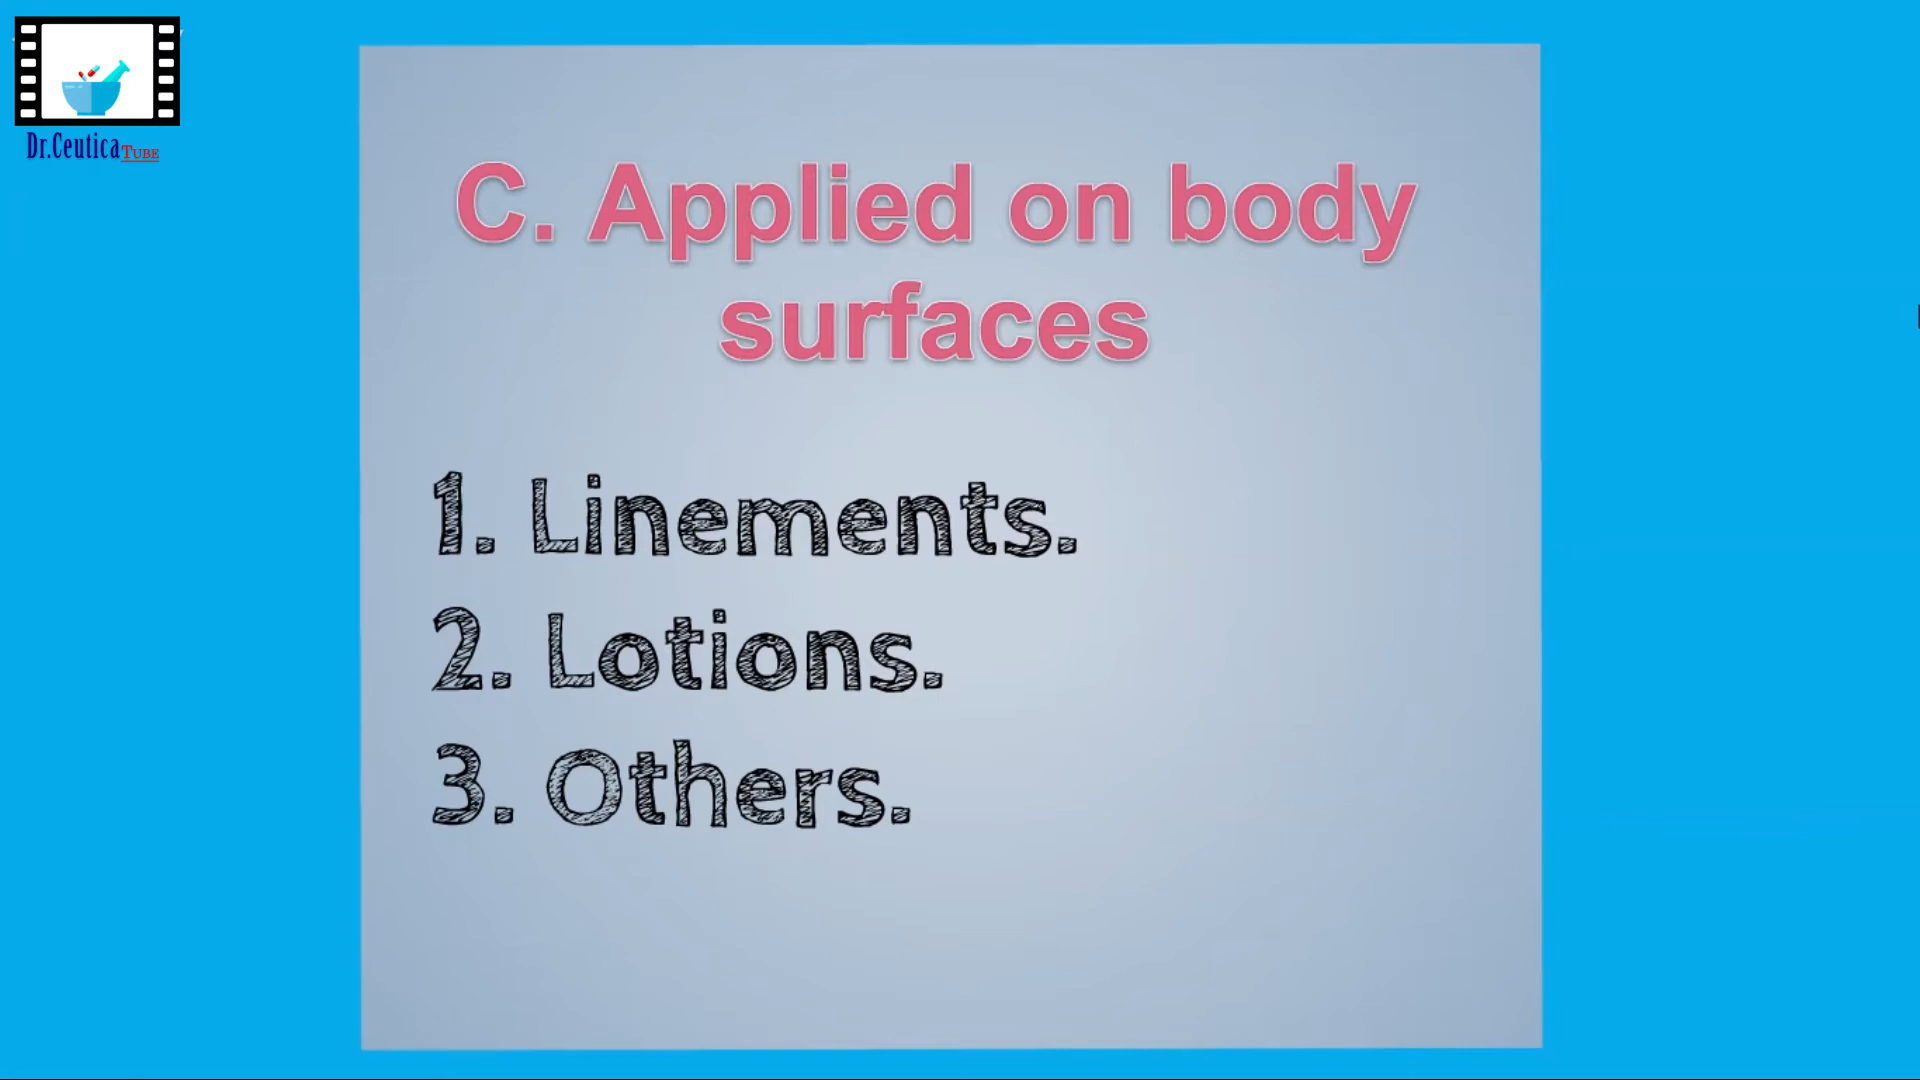 Dr.Ceutica TUBE
C. Applied on body
surfaces
1. Linements.
2. Lotions.
3. Others.